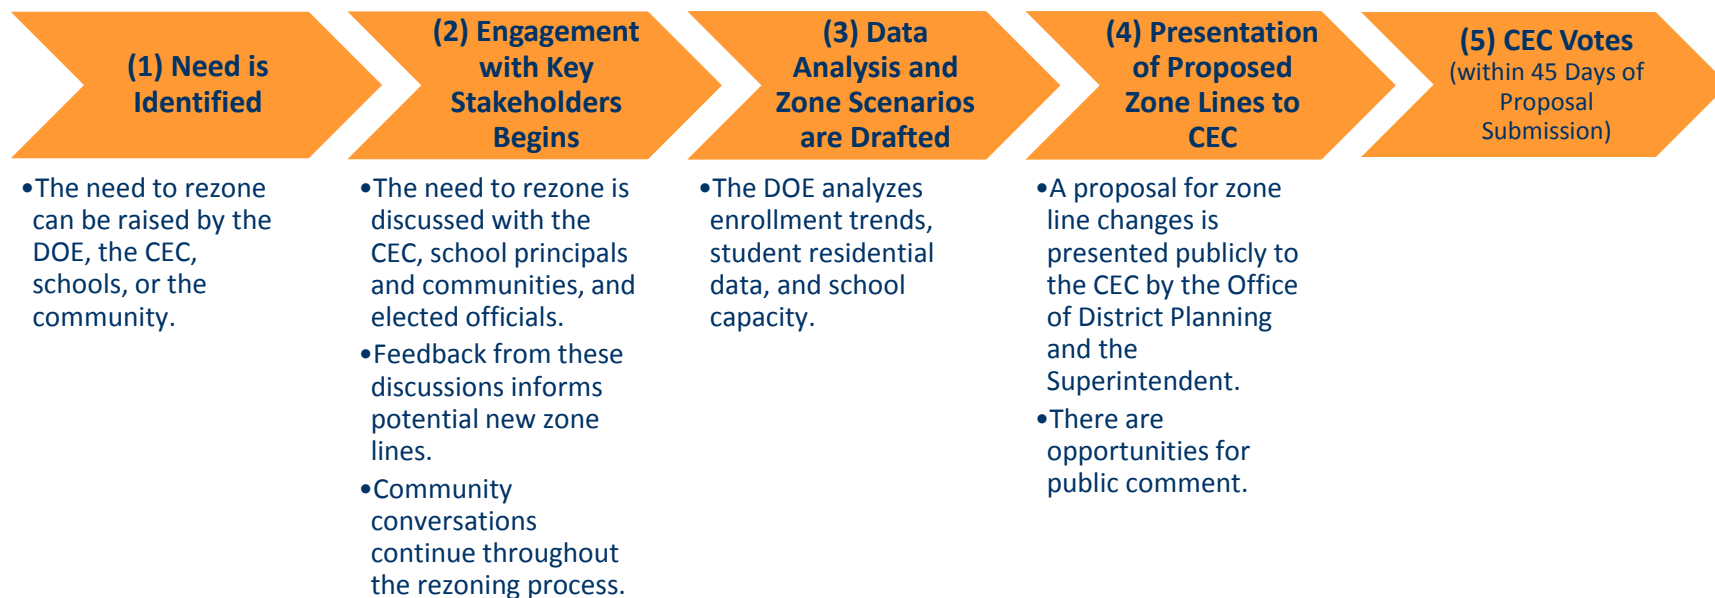 (1) Need is
Identified
•The need to rezone
can be raised by the
DOE, the CEC,
schools, or the
community.
(2) Engagement
with Key
Stakeholders
Begins
•The need to rezone is
discussed with the
CEC, school principals
and communities, and
elected officials.
•Feedback from these
discussions informs
potential new zone
lines.
•Community
conversations
continue throughout
the rezoning process.
(3) Data
Analysis and
Zone Scenarios
are Drafted
•The DOE analyzes
enrollment trends,
student residential
data, and school
capacity.
(4) Presentation
of Proposed
Zone Lines to
CEC
•A proposal for zone
line changes is
presented publicly to
the CEC by the Office
of District Planning
and the
Superintendent.
•There are
opportunities for
public comment.
(5) CEC Votes
(within 45 Days of
Proposal
Submission)